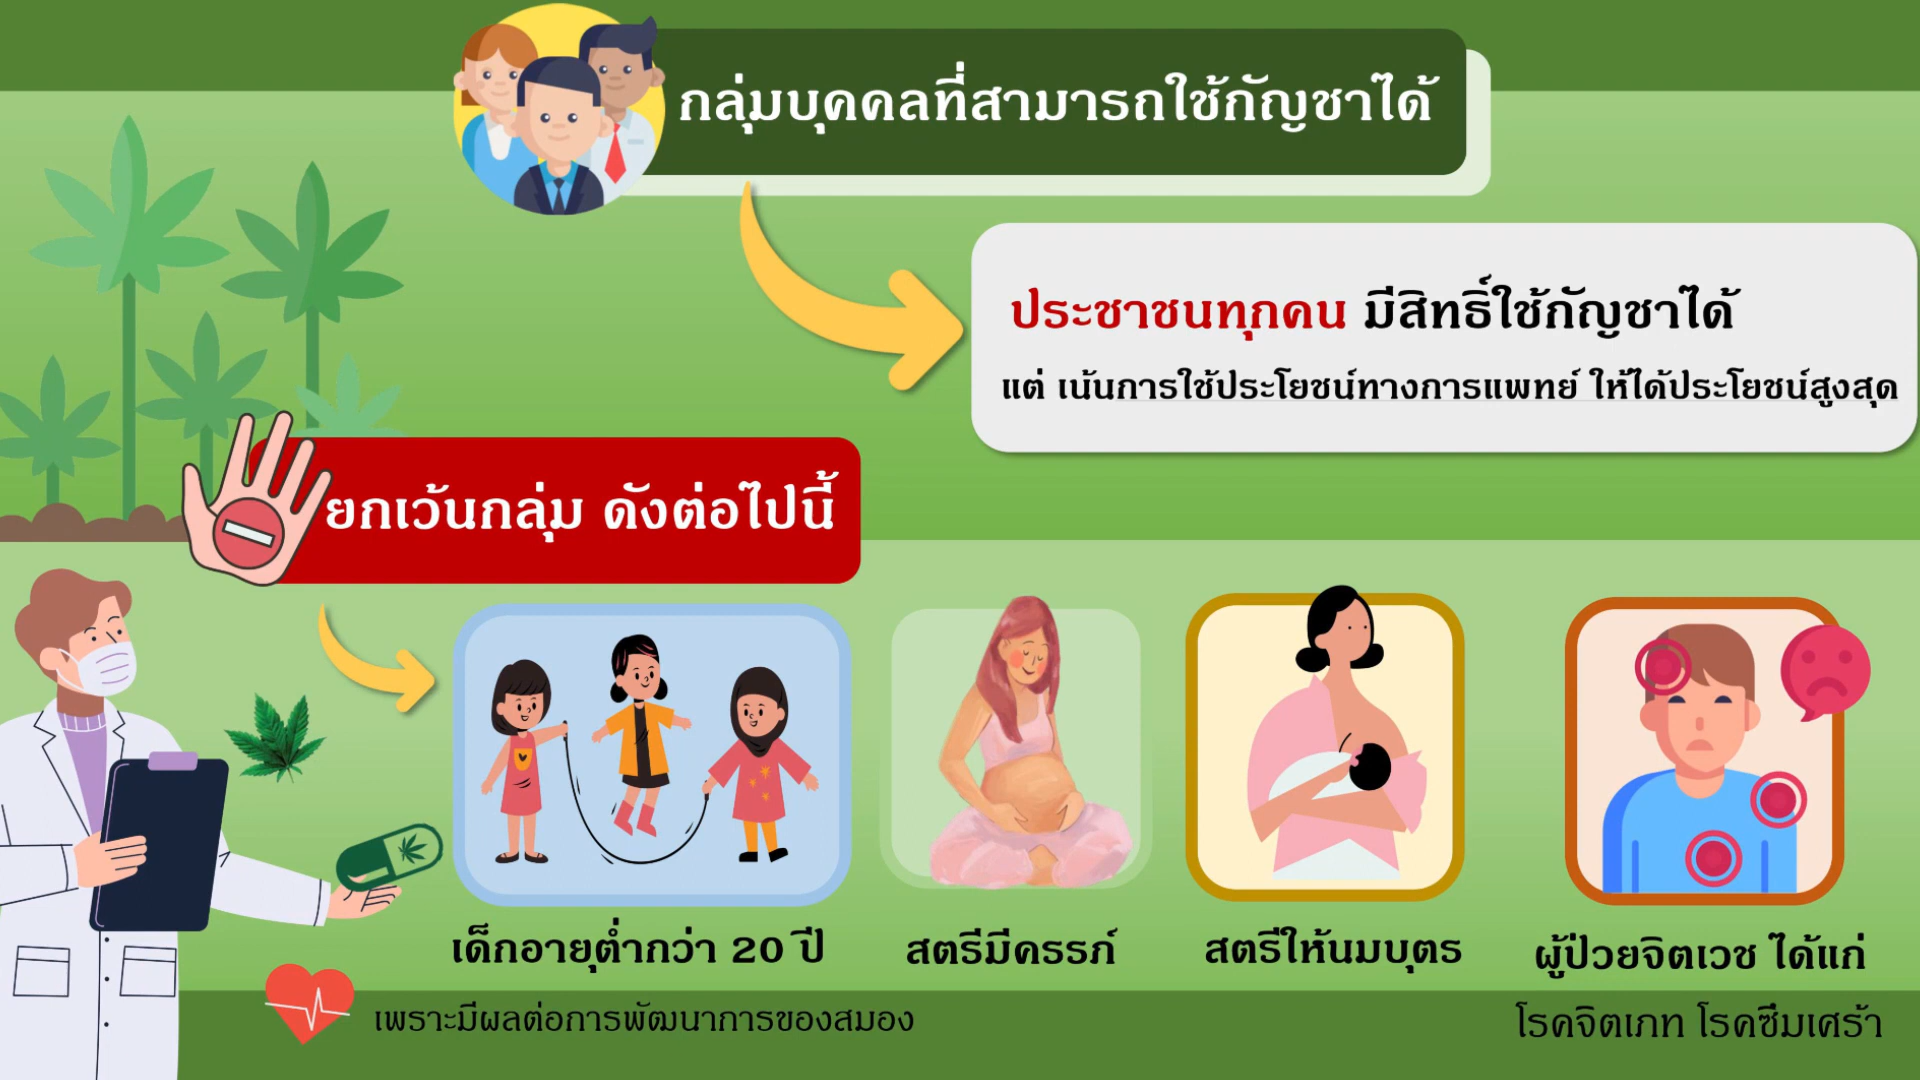 กลุ่มบุคคลที่สามารถใช้กัญชาได้
ประชาชนทุกคน มีสิทธิ์ใช้กัญชาได้
แต่ เน้นการใช้ประโยชน์ทางการแพทย์ ให้ได้ประโยชน์สูงสุด
ยกเว้นกลุ่ม ดังต่อไปนี้
เด็กอายุต่ำกว่า 20 ปี
เพราะมีผลต่อการพัฒนาการของสมอง
สตรีมีครรภ์
สตรีให้นมบุตร
ผู้ป่วยจิตเวช ได้แก่
โรคจิตเภท โรคซึมเศร้า